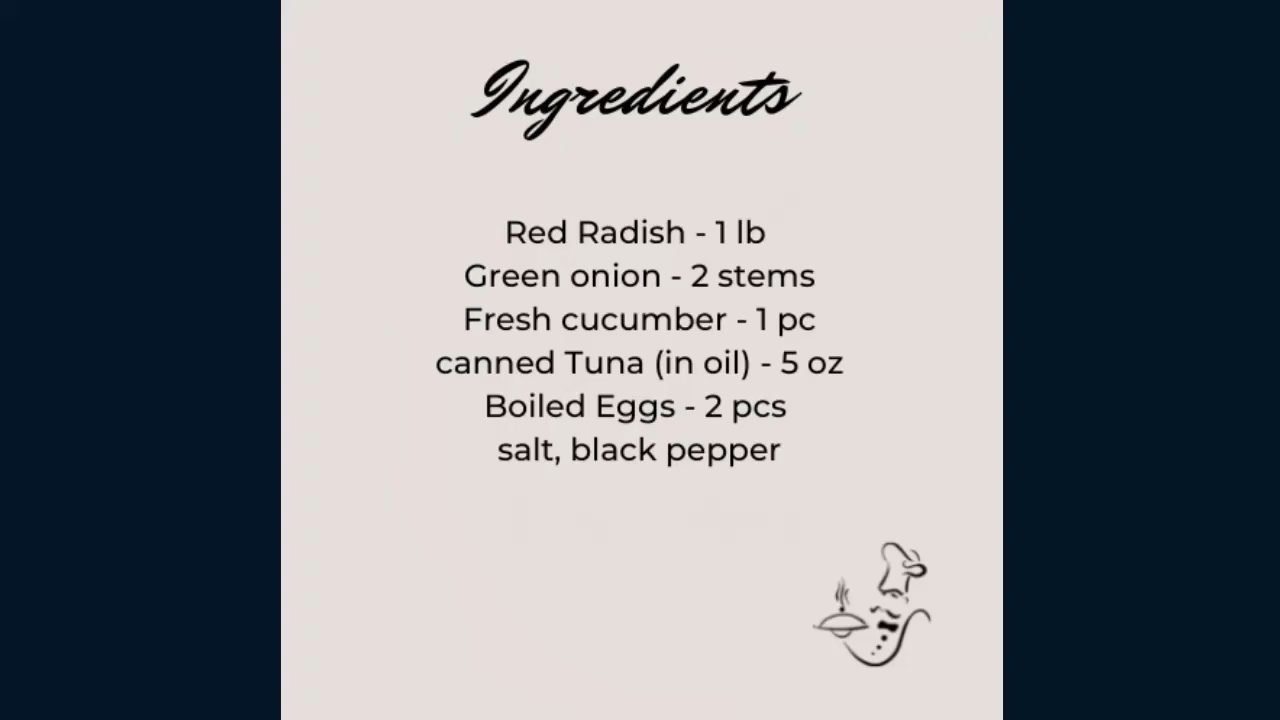 Ingredients
Red Radish - 1 lb
Green onion - 2 stems
Fresh cucumber - 1 pc
canned Tuna (in oil) - 5 oz
Boiled Eggs - 2 pcs
salt, black pepper